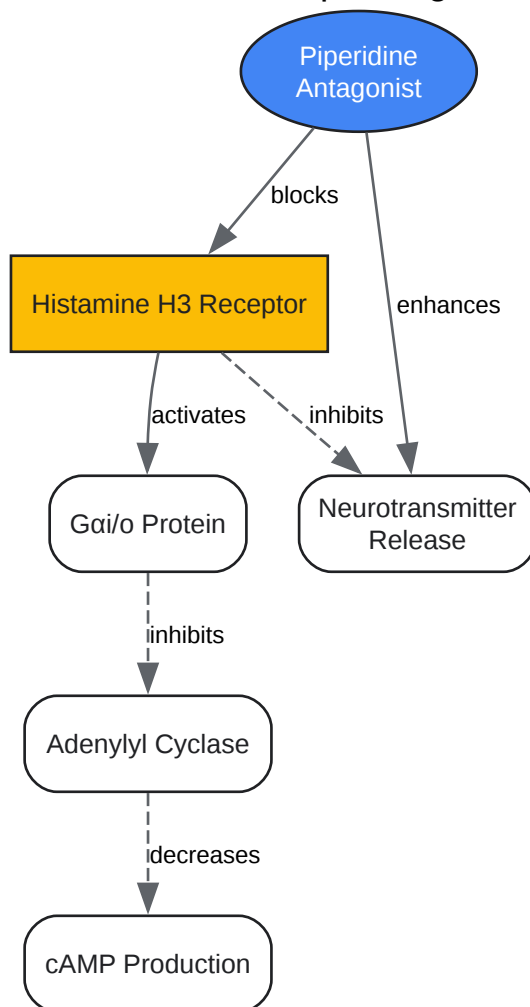 Piperidine
Antagonist
blocks
enhances
Histamine H3 Receptor
activates
inhibits
Gαi/o Protein
Neurotransmitter
Release
inhibits
Adenylyl Cyclase
decreases
cAMP Production